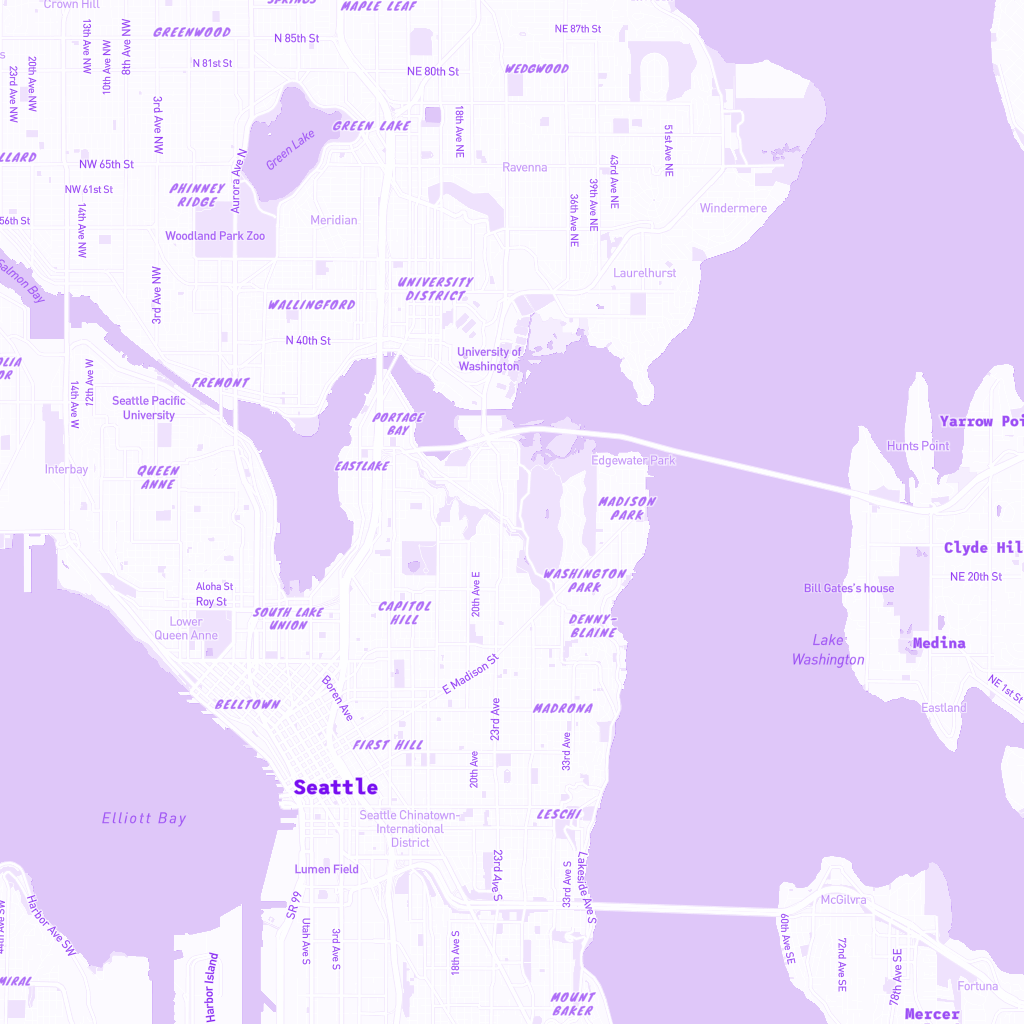 Crown Hill
MAPLE LEAF
GREENWOOD
N 85th St
NE 87th St
13th Ave NW
10th Ave NW
8th Ave NW
N 81st St
NE 80th St
WEDGWOOD
20th Ave NW
23rd Ave NW
3rd Ave NW
18th Ave NE
GREEN LAKE
Green Lake
51st Ave NE
NW 65th St
Ravenna
43rd Ave NE
39th Ave NE
36th Ave NE
Aurora Ave N
NW 61st St
PHINNEY
RIDGE
Windermere
56th St
14th Ave NW
Meridian
Woodland Park Zoo
Laurelhurst
Salmon Bay
3rd Ave NW
UNIVERSITY
DISTRICT
WALLINGFORD
N 40th St
University of
Washington
FREMONT
14th Ave W
12th Ave W
Seattle Pacific
University
PORTAGE
BAY
Yarrow Poi
Hunts Point
Interbay
QUEEN
ANNE
EASTLAKE
Edgewater Park
MADISON
PARK
Clyde Hil
WASHINGTON
PARK
NE 20th St
Aloha St
Roy St
Bill Gates's house
20th Ave E
SOUTH LAKE
UNION
CAPITOL
HILL
DENNY-
BLAINE
Lower
Queen Anne
Lake
Washington
Medina
E Madison St
NE 1st St
Boren Ave
BELLTOWN
23rd Ave
MADRONA
Eastland
FIRST HILL
33rd Ave
20th Ave
Seattle
Elliott Bay
Seattle Chinatown-
International
District
LESCHI
Lumen Field
23rd Ave S
33rd Ave S
Lakeside Ave S
McGilvra
SR 99
Harbor Ave SW
44th Ave SW
Utah Ave S
3rd Ave S
18th Ave S
60th Ave SE
72nd Ave SE
78th Ave SE
Harbor Island
Fortuna
MOUNT
BAKER
Mercer